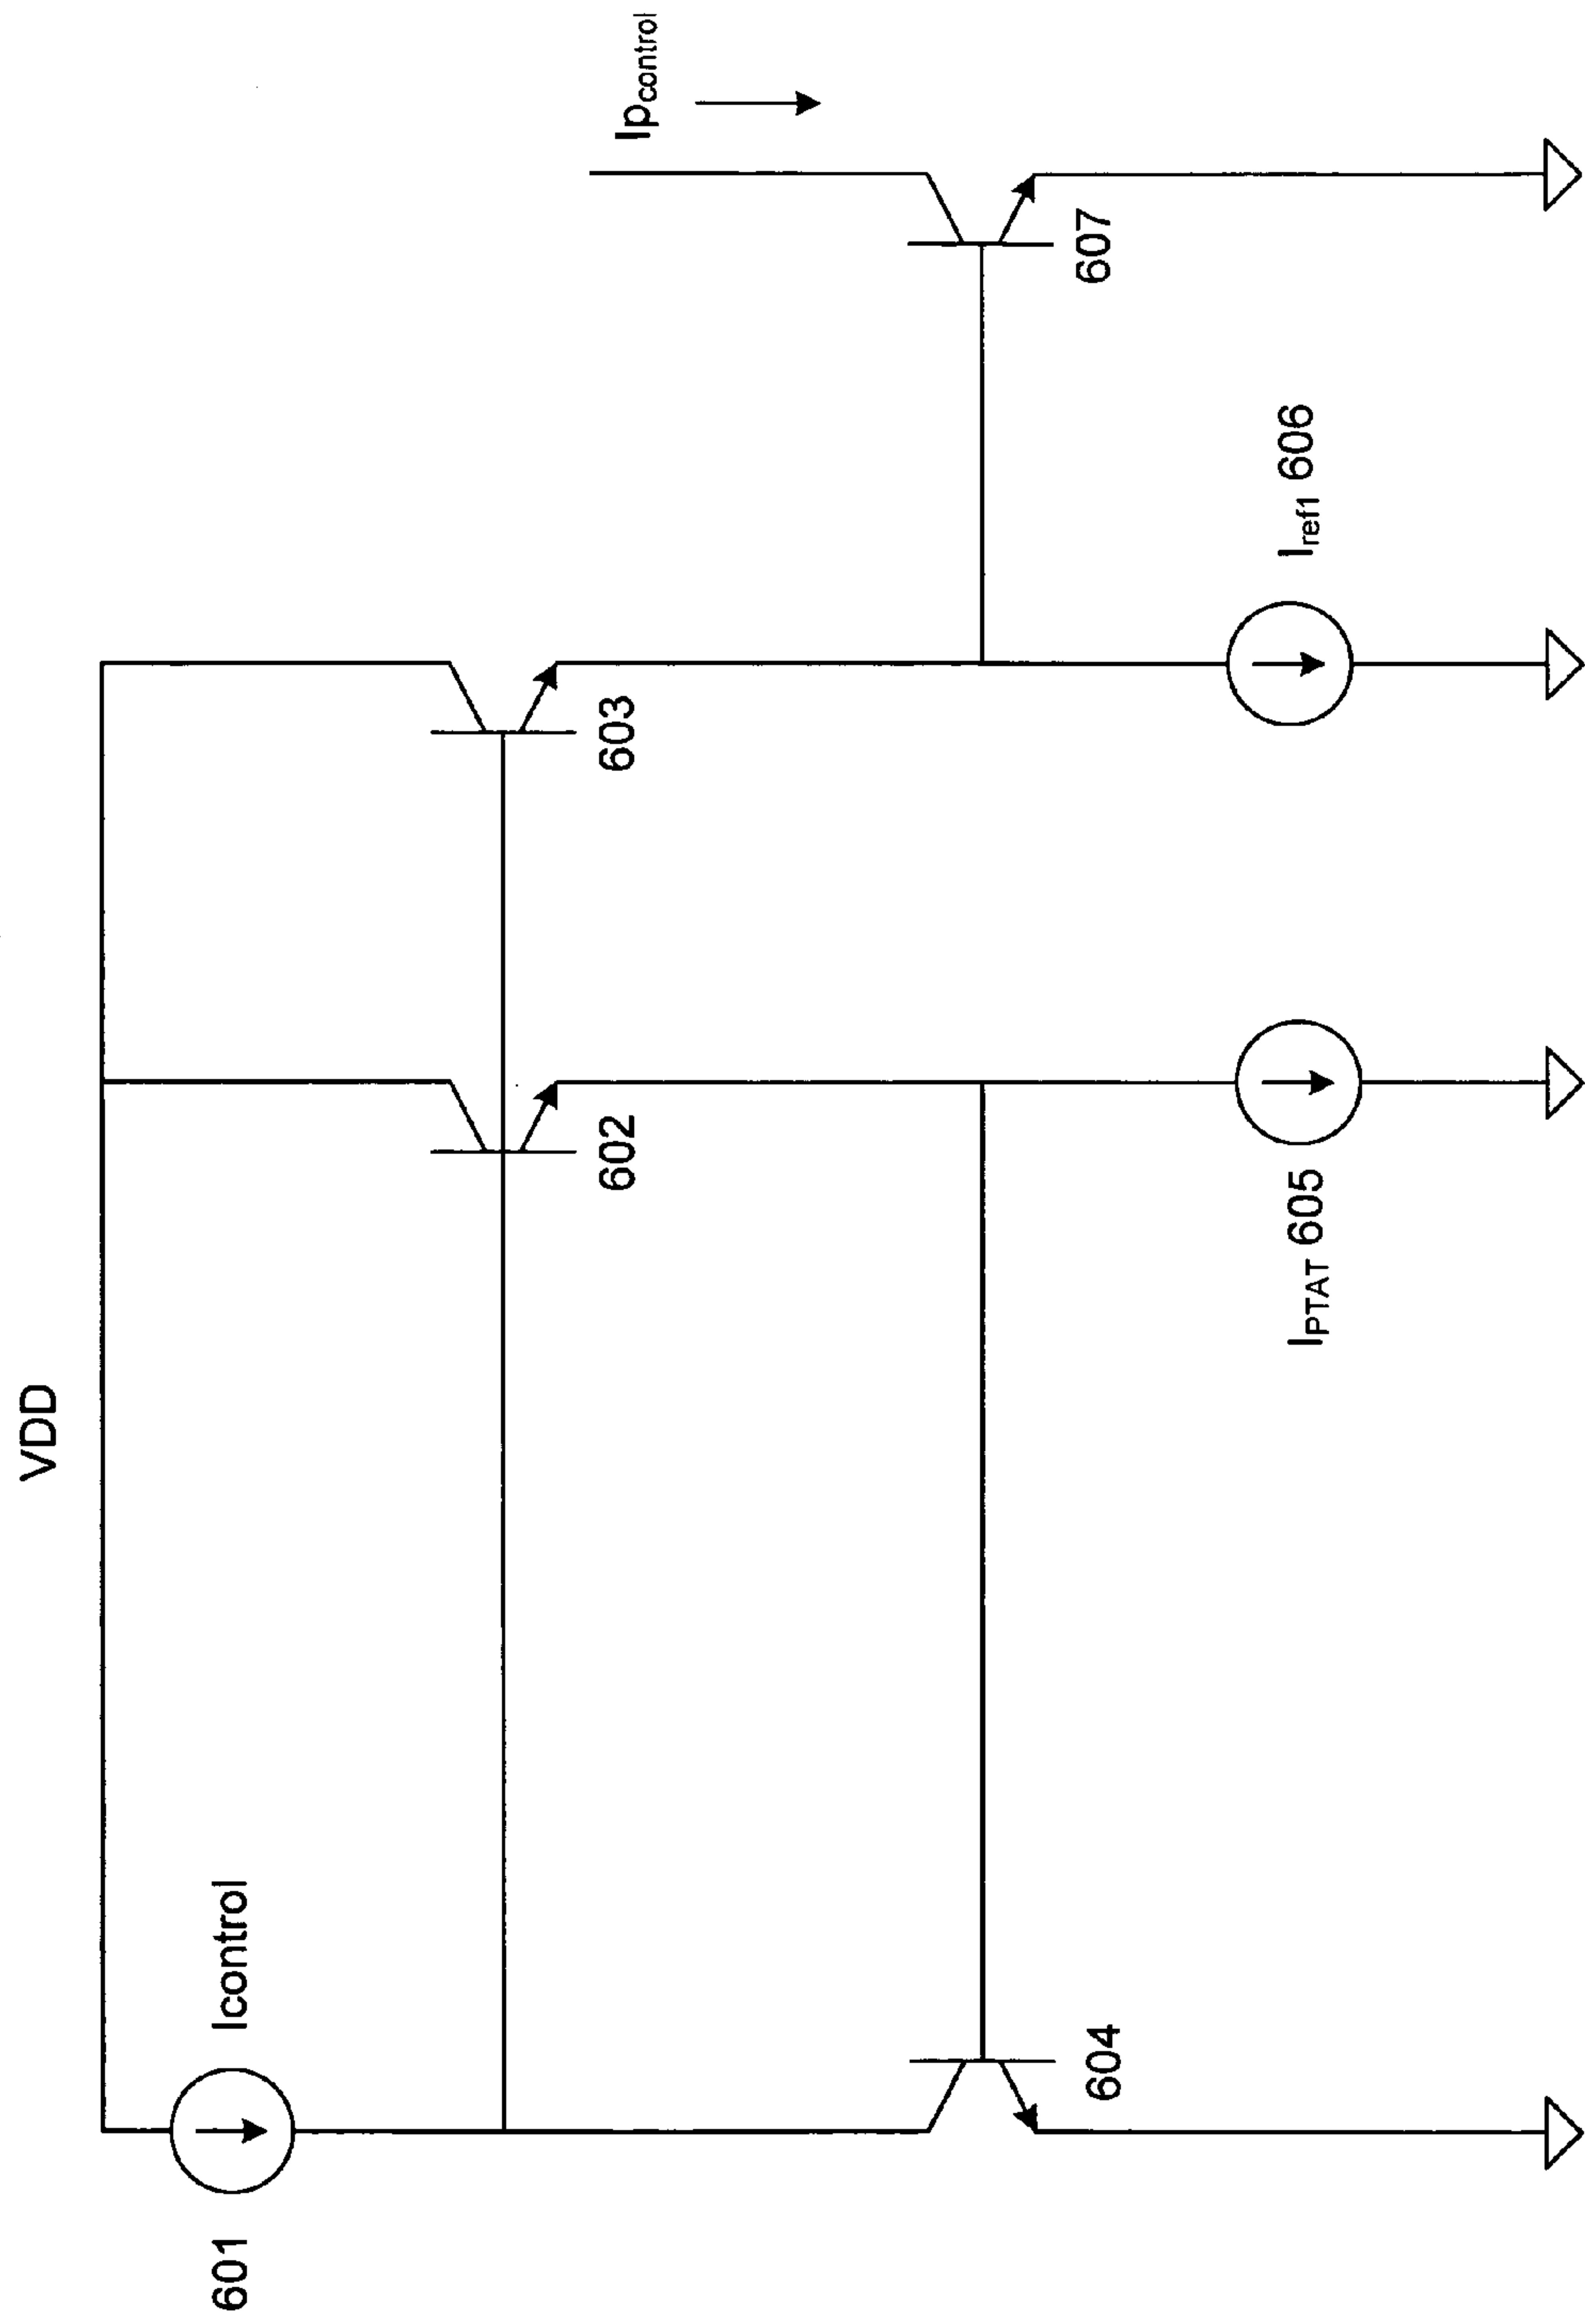 VDD
601
Icontrol
Ipcontrol
602
603
604
607
IPTAT 605
Iref1 606